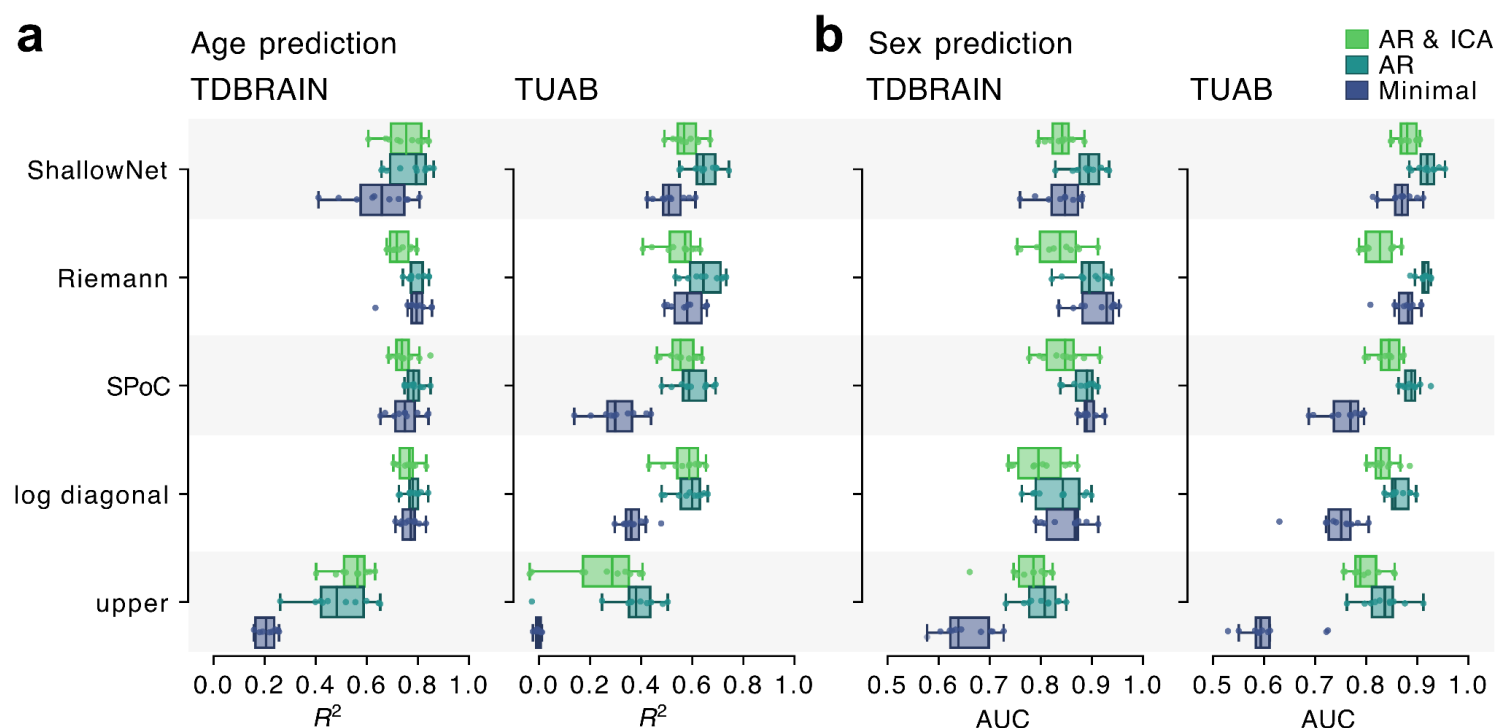 a
Age prediction
b
Sex prediction
AR & ICA
AR
Minimal
TDBRAIN
TUAB
TDBRAIN
TUAB
ShallowNet
Riemann
SPoC
log diagonal
upper
0.0 0.2 0.4 0.6 0.8 1.0
0.0 0.2 0.4 0.6 0.8 1.0
0.5 0.6 0.7 0.8 0.9 1.0
0.5 0.6 0.7 0.8 0.9 1.0
R²
R²
AUC
AUC